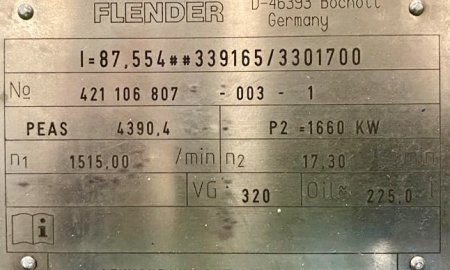 FLENDER D-46393 Bocholt
Germany
I=87,554##339165/3301700
No 421 106 807 - 003 - 1
PEAS 4390,4 P2 =1660 KW
n1 1515,00 /min n2 17,30 /min
VG 320 Oil≈ 225,0 l
i